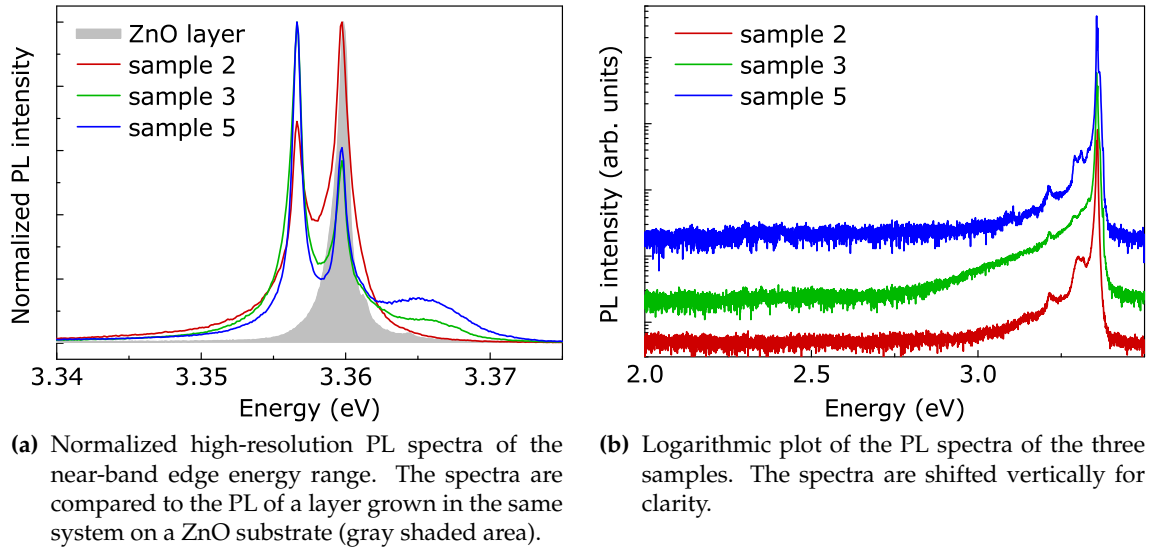 ZnO layer
sample 2
sample 3
sample 5
Normalized PL intensity
3.34 3.35 3.36 3.37
Energy (eV)
(a) Normalized high-resolution PL spectra of the
near-band edge energy range. The spectra are
compared to the PL of a layer grown in the same
system on a ZnO substrate (gray shaded area).
sample 2
sample 3
sample 5
PL intensity (arb. units)
2.0 2.5 3.0
Energy (eV)
(b) Logarithmic plot of the PL spectra of the three
samples. The spectra are shifted vertically for
clarity.